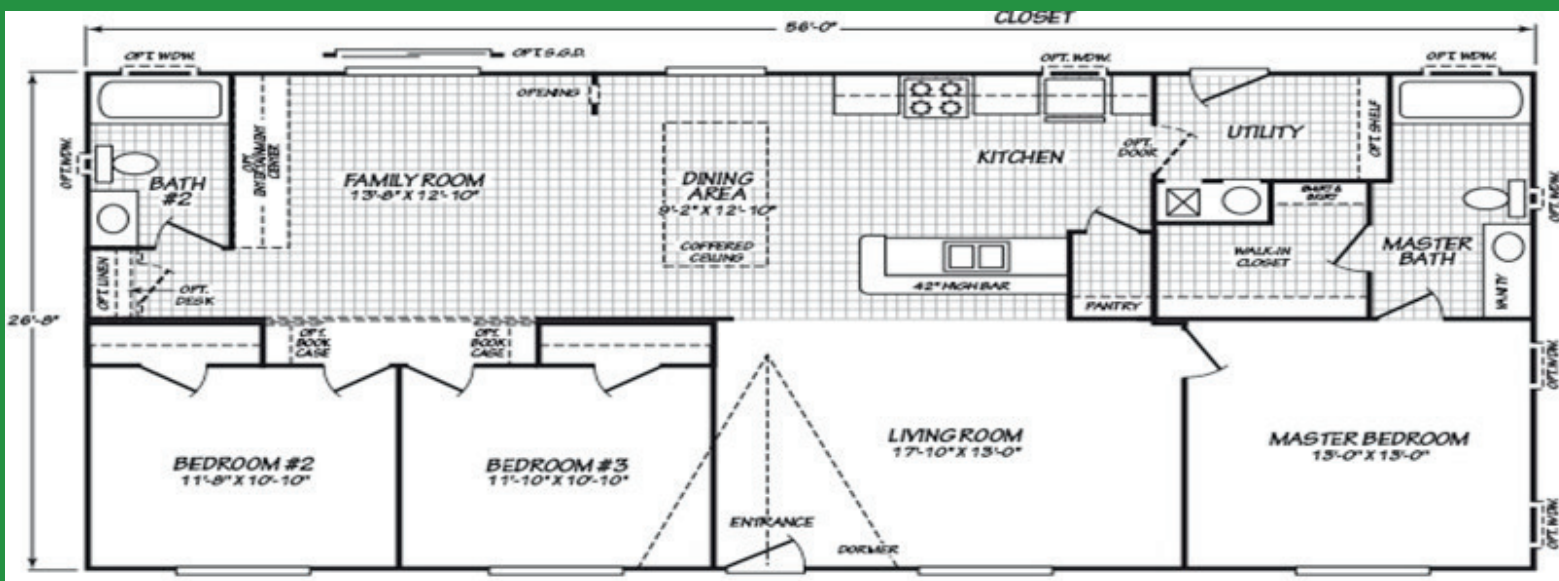 CLOSET
56'-0"
OPT. WDW.
OPT. S.G.D.
OPT. WDW.
OPT. WDW.
OPENING
OPT.
ENTERTAINMENT
CENTER
OPT. WDW.
BATH
#2
FAMILY ROOM
13'-8" X 12'-10"
DINING
AREA
9'-2" X 12'-10"
COFFERED
CEILING
KITCHEN
OPT.
DOOR
UTILITY
OPT SHELF
OPT. WDW.
WALK-IN
CLOSET
MASTER
BATH
VANITY
42" HIGH BAR
PANTRY
OPT LINEN
OPT.
DESK
26'-8"
OPT.
BOOK
CASE
OPT.
BOOK
CASE
OPT. WDW.
BEDROOM #2
11'-8" X 10'-10"
BEDROOM #3
11'-10" X 10'-10"
LIVING ROOM
17'-10" X 13'-0"
MASTER BEDROOM
13'-0" X 13'-0"
ENTRANCE
DORMER
OPT. WDW.